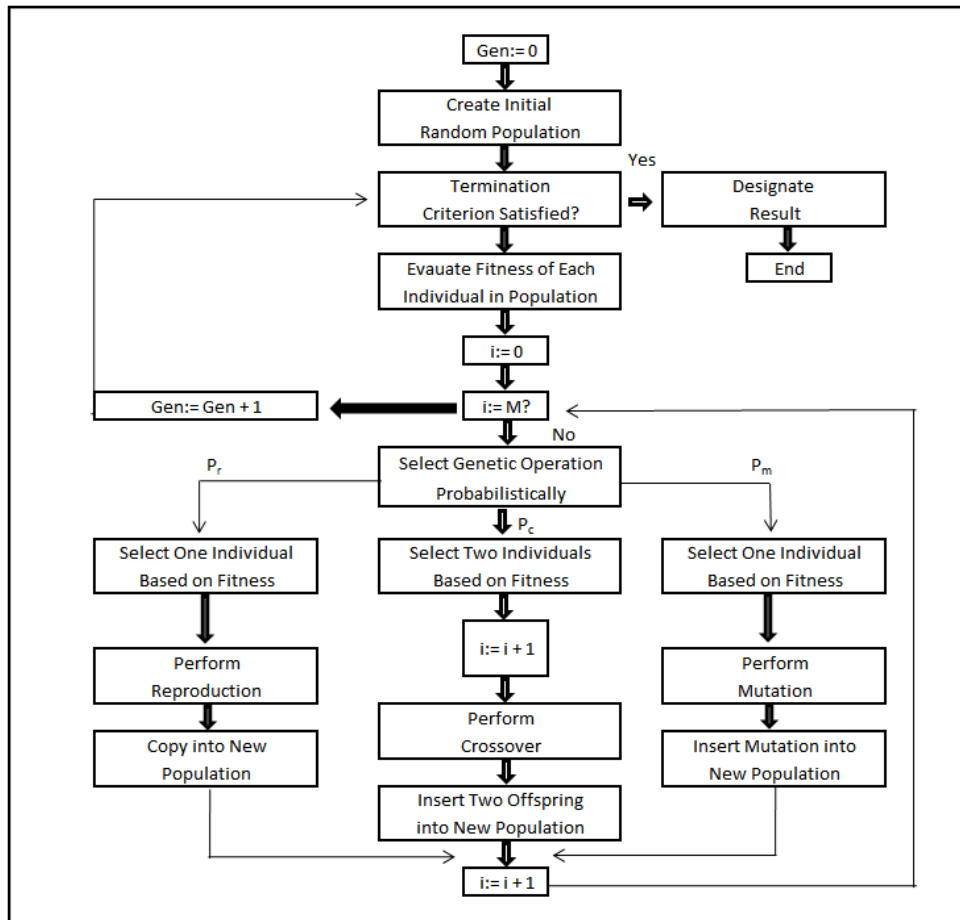 Gen:= 0
Create Initial
Random Population
Yes
Termination
Criterion Satisfied?
Designate
Result
Evauate Fitness of Each
Individual in Population
End
i:= 0
Gen:= Gen + 1
i:= M?
No
Select Genetic Operation
Probabilistically
Pr
Pm
Pc
Select One Individual
Based on Fitness
Select Two Individuals
Based on Fitness
Select One Individual
Based on Fitness
i:= i + 1
Perform
Reproduction
Perform
Mutation
Perform
Crossover
Copy into New
Population
Insert Mutation into
New Population
Insert Two Offspring
into New Population
i:= i + 1